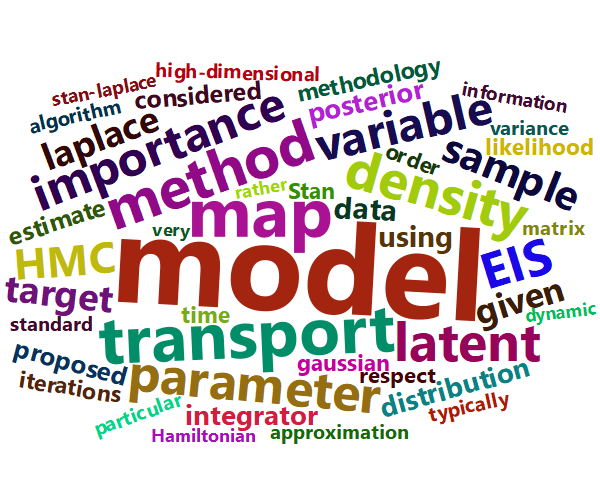 high-dimensional
stan-laplace
methodology
considered
information
posterior
algorithm
importance
laplace
variable
variance
likelihood
order
sample
method
density
rather
Stan
estimate
map
data
very
using
matrix
HMC
model
EIS
target
given
time
dynamic
standard
transport
latent
proposed
gaussian
respect
iterations
parameter
distribution
particular
integrator
typically
Hamiltonian
approximation